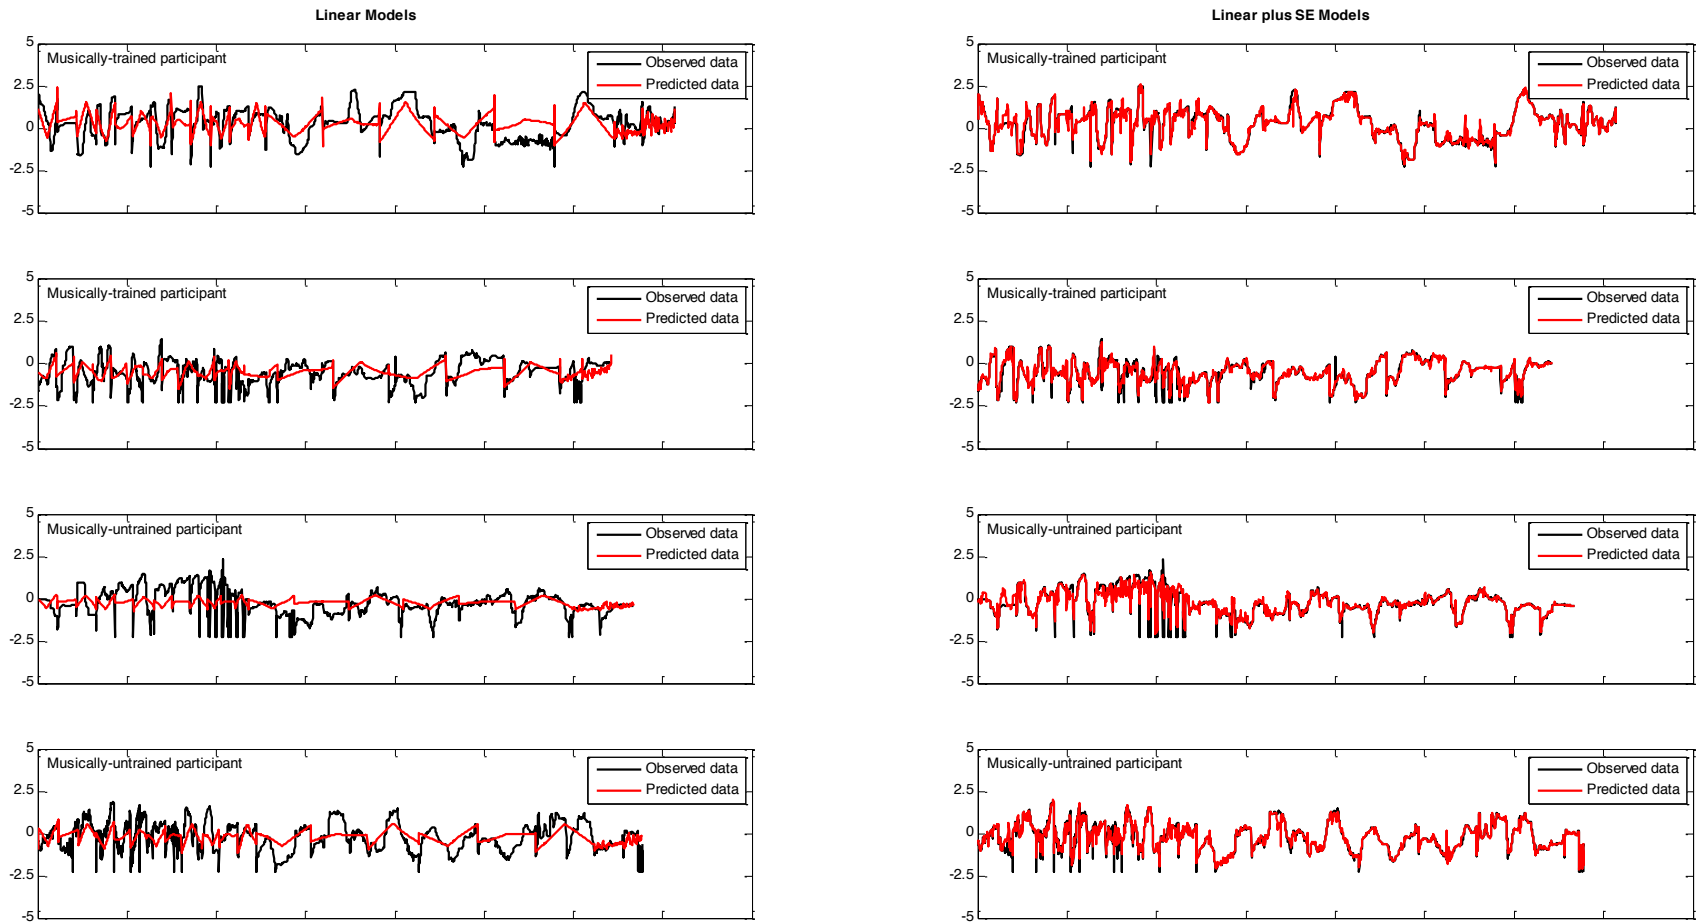 Linear Models
Linear plus SE Models
5
2.5
0
-2.5
-5
Musically-trained participant
Observed data
Predicted data
5
2.5
0
-2.5
-5
Musically-trained participant
Observed data
Predicted data
5
2.5
0
-2.5
-5
Musically-trained participant
Observed data
Predicted data
5
2.5
0
-2.5
-5
Musically-trained participant
Observed data
Predicted data
5
2.5
0
-2.5
-5
Musically-untrained participant
Observed data
Predicted data
5
2.5
0
-2.5
-5
Musically-untrained participant
Observed data
Predicted data
5
2.5
0
-2.5
-5
Musically-untrained participant
Observed data
Predicted data
5
2.5
0
-2.5
-5
Musically-untrained participant
Observed data
Predicted data